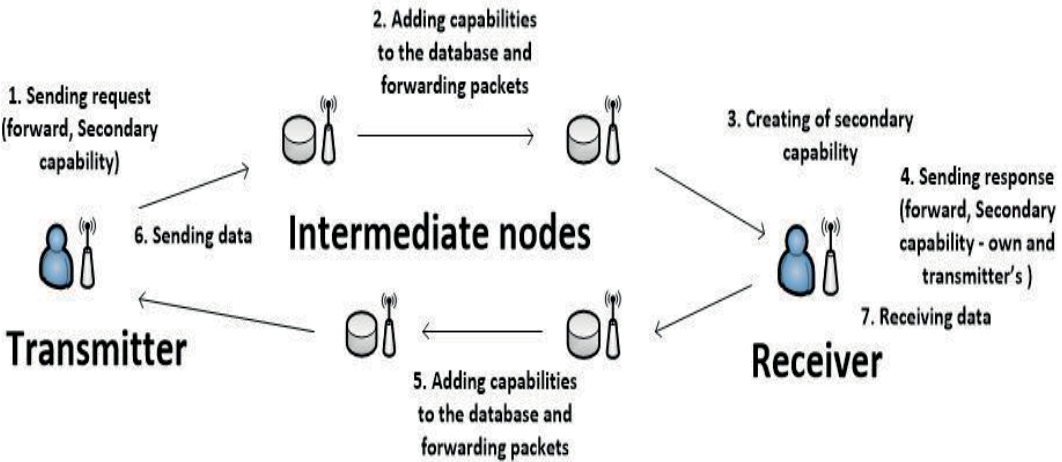 2. Adding capabilities
to the database and
forwarding packets
1. Sending request
(forward, Secondary
capability)
3. Creating of secondary
capability
4. Sending response
(forward, Secondary
capability - own and
transmitter's )
6. Sending data
Intermediate nodes
7. Receiving data
Transmitter
Receiver
5. Adding capabilities
to the database and
forwarding packets